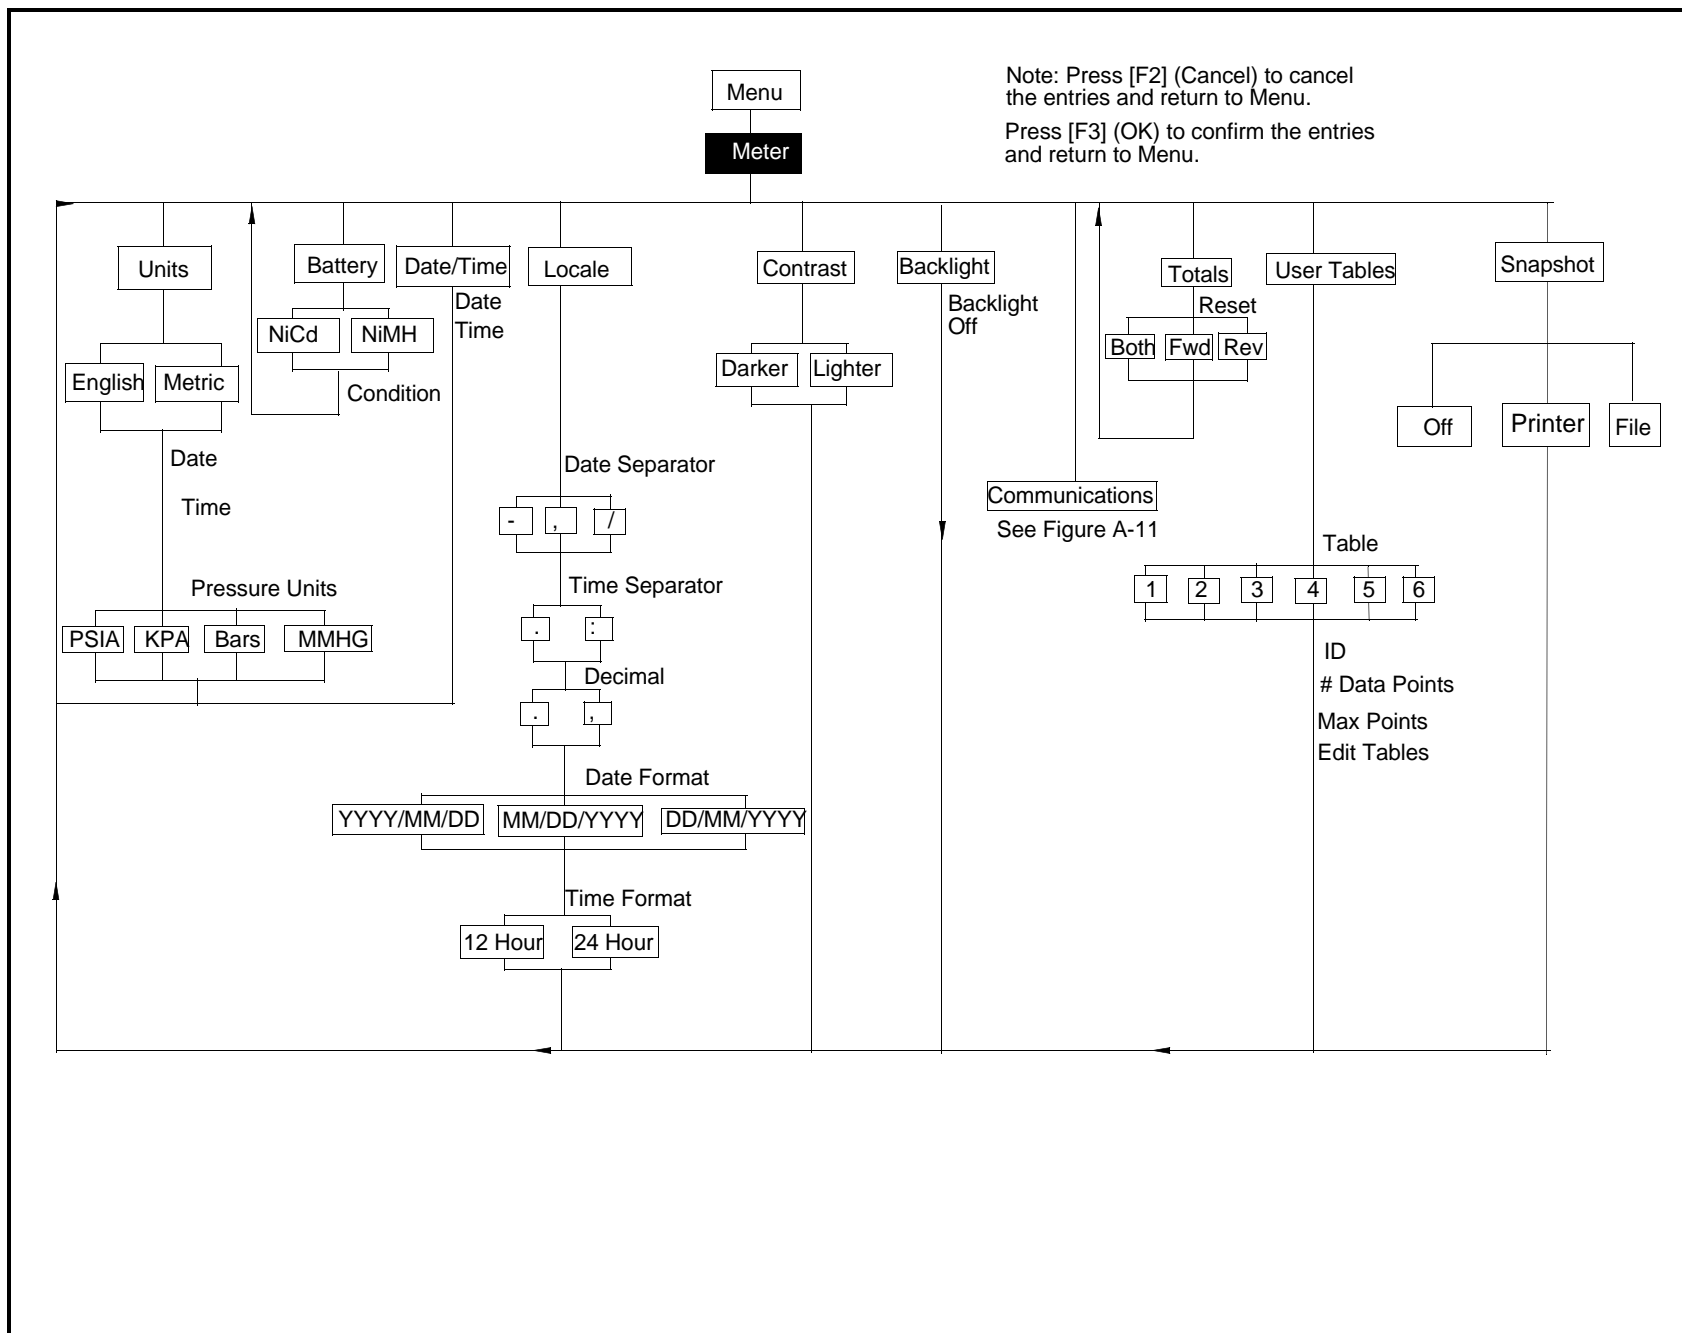 Note: Press [F2] (Cancel) to cancel
the entries and return to Menu.
Press [F3] (OK) to confirm the entries
and return to Menu.
Menu
Meter
Units
Battery
Date/Time
Locale
Contrast
Backlight
Totals
User Tables
Snapshot
Date
Time
NiCd
NiMH
Condition
English
Metric
Date
Time
Pressure Units
PSIA
KPA
Bars
MMHG
Date Separator
-
,
/
Time Separator
.
:
Decimal
.
,
Date Format
YYYY/MM/DD
MM/DD/YYYY
DD/MM/YYYY
Time Format
12 Hour
24 Hour
Darker
Lighter
Backlight
Off
Communications
See Figure A-11
Reset
Both
Fwd
Rev
Table
1
2
3
4
5
6
ID
# Data Points
Max Points
Edit Tables
Off
Printer
File